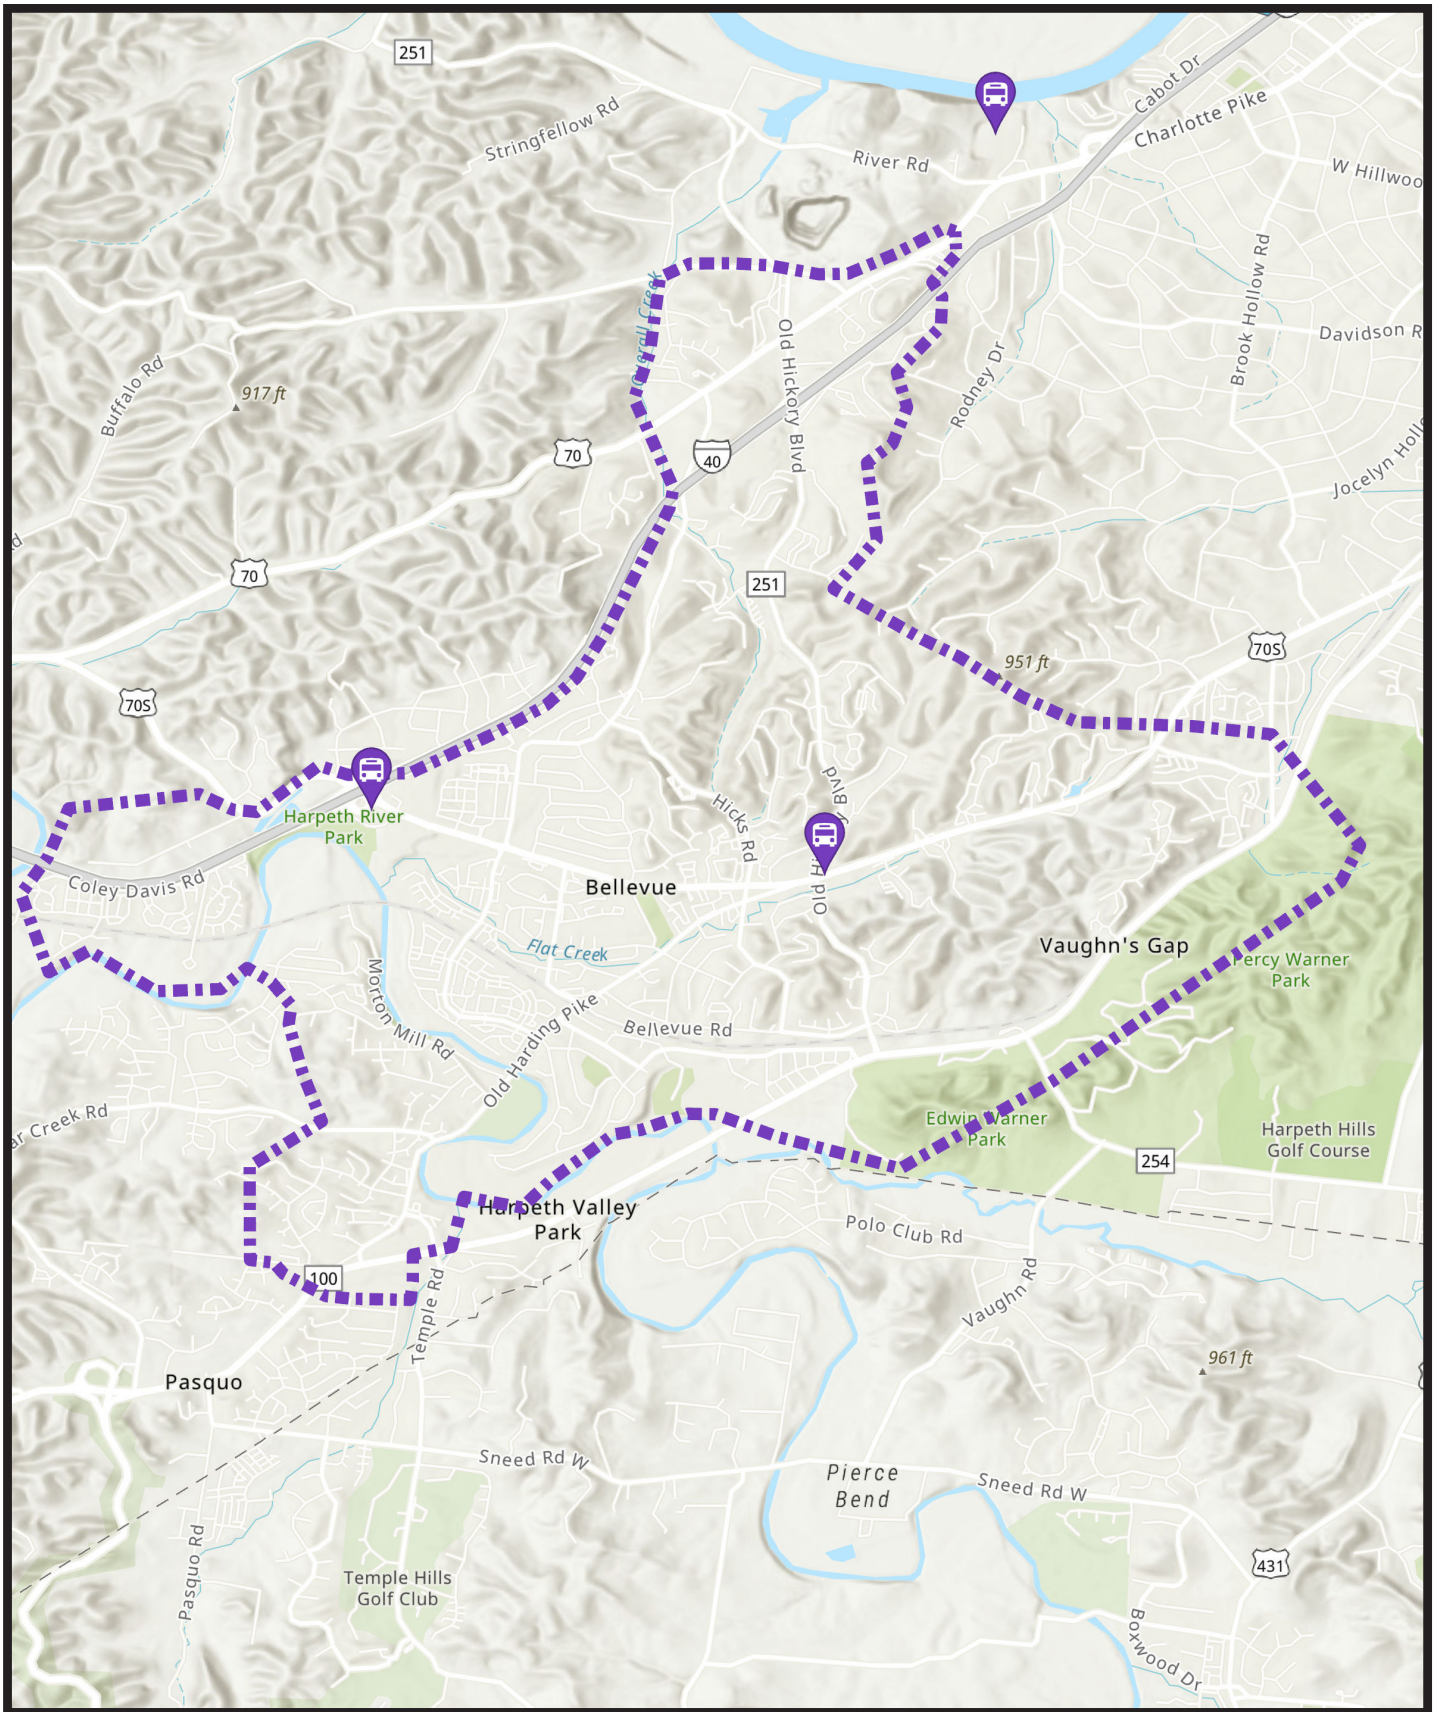 251
Cabot Dr
Charlotte Pike
Stringfellow Rd
River Rd
W Hillwoo
Overall Creek
Brook Hollow Rd
Davidson R
Old Hickory Blvd
Rodney Dr
Buffalo Rd
917 ft
70
40
Jocelyn Hollo
70
251
951 ft
70S
70S
Harpeth River
Park
Hicks Rd
Blvd
Coley Davis Rd
Bellevue
Old Hi
Vaughn's Gap
Flat Creek
Percy Warner
Park
Morton Mill Rd
Old Harding Pike
Bellevue Rd
ar Creek Rd
Edwin Warner
Park
Harpeth Hills
Golf Course
254
Harpeth Valley
Park
Polo Club Rd
100
Temple Rd
Vaughn Rd
961 ft
Pasquo
Sneed Rd W
Pierce
Bend
Sneed Rd W
431
Pasquo Rd
Temple Hills
Golf Club
Boxwood Dr